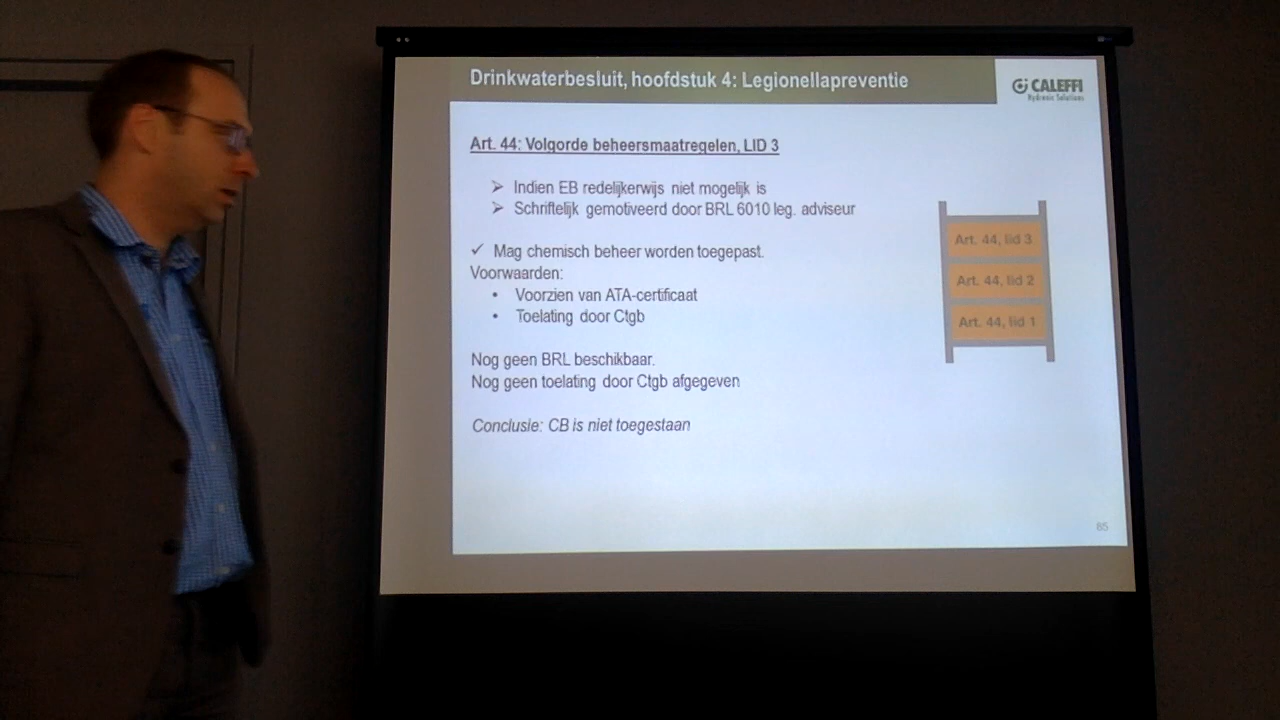 Drinkwaterbesluit, hoofdstuk 4: Legionellapreventie
CALEFFI
Hydronic Solutions
Art. 44: Volgorde beheersmaatregelen, LID 3
➢ Indien EB redelijkerwijs niet mogelijk is
➢ Schriftelijk gemotiveerd door BRL 6010 leg. adviseur
✓ Mag chemisch beheer worden toegepast.
Voorwaarden:
• Voorzien van ATA-certificaat
• Toelating door Ctgb
Nog geen BRL beschikbaar.
Nog geen toelating door Ctgb afgegeven
Conclusie: CB is niet toegestaan
Art. 44, lid 3
Art. 44, lid 2
Art. 44, lid 1
85